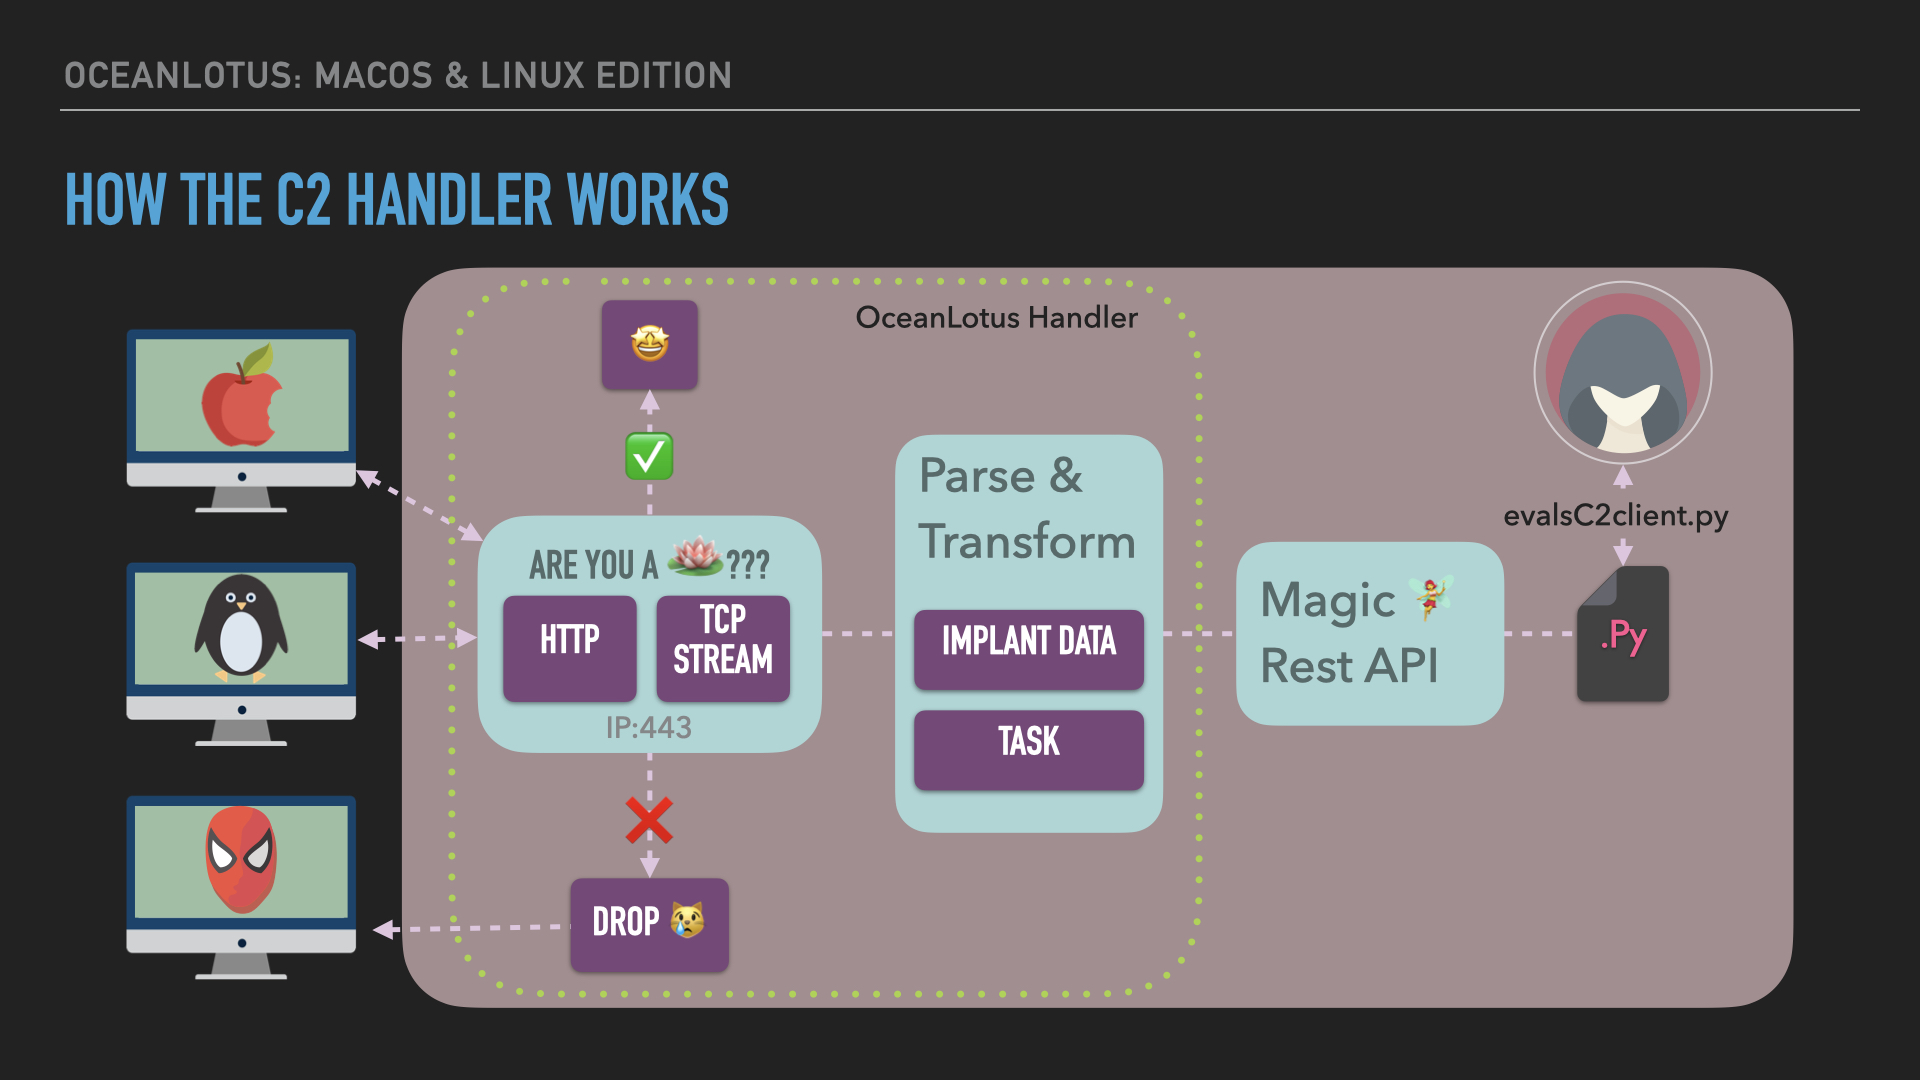 OCEANLOTUS: MACOS & LINUX EDITION
HOW THE C2 HANDLER WORKS
OceanLotus Handler
ARE YOU A 🪷???
HTTP
TCP
STREAM
IP:443
DROP 😿
Parse &
Transform
IMPLANT DATA
TASK
Magic 🧚
Rest API
evalsC2client.py
.Py